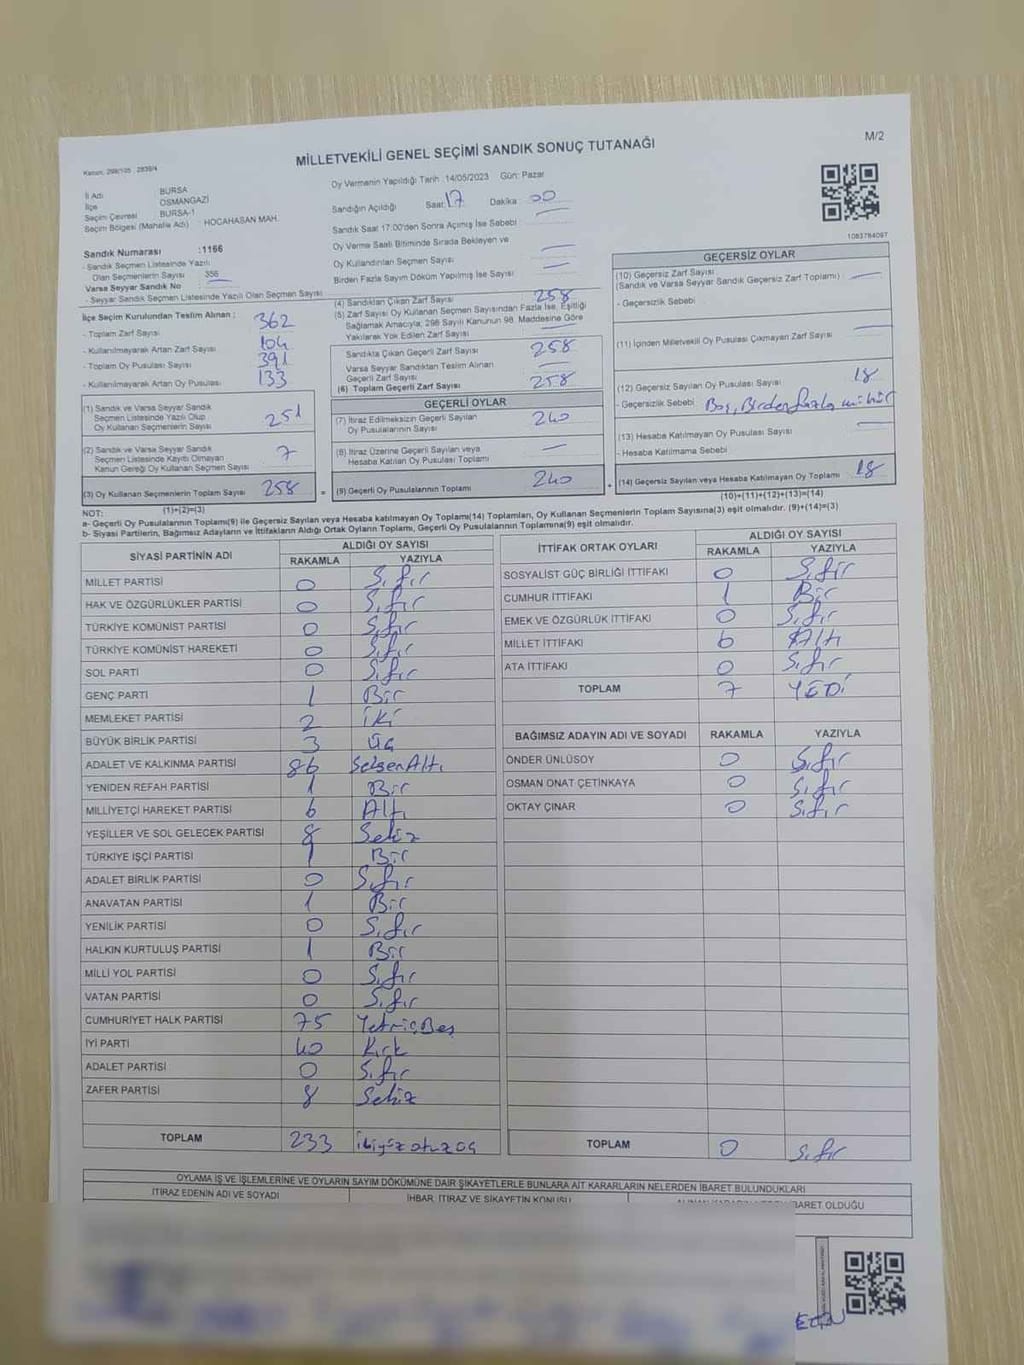 MİLLETVEKİLİ GENEL SEÇİMİ SANDIK SONUÇ TUTANAĞI
M/2
Kanun: 298/105 , 2839/4
İl Adı BURSA
İlçe OSMANGAZİ
Seçim Çevresi BURSA-1
Seçim Bölgesi (Mahalle Adı) HOCAHASAN MAH.
Sandık Numarası :1166
- Sandık Seçmen Listesinde Yazılı
Olan Seçmenlerin Sayısı 356
Varsa Seyyar Sandık No
- Seyyar Sandık Seçmen Listesinde Yazılı Olan Seçmen Sayısı
Oy Vermenin Yapıldığı Tarih :14/05/2023 Gün: Pazar
Sandığın Açıldığı Saat 17 Dakika 00
Sandık Saat 17:00'den Sonra Açımış İse Sebebi
Oy Verme Saati Bitiminde Sırada Bekleyen ve
Oy Kullandırılan Seçmen Sayısı
Birden Fazla Sayım Döküm Yapılmış İse Sayısı
1083784097
İlçe Seçim Kurulundan Teslim Alınan :
- Toplam Zarf Sayısı 362
- Kullanılmayarak Artan Zarf Sayısı 104
- Toplam Oy Pusulası Sayısı 391
- Kullanılmayarak Artan Oy Pusulası 133
(1) Sandık ve Varsa Seyyar Sandık
Seçmen Listesinde Yazılı Olup
Oy Kullanan Seçmenlerin Sayısı 251
(2) Sandık ve Varsa Seyyar Sandık
Seçmen Listesinde Kayıtlı Olmayan
Kanun Gereği Oy Kullanan Seçmen Sayısı 7
(3) Oy Kullanan Seçmenlerin Toplam Sayısı 258
(1)+(2)=(3)
(4) Sandıktan Çıkan Zarf Sayısı 258
(5) Zarf Sayısı Oy Kullanan Seçmen Sayısından Fazla İse, Eşitliği
Sağlamak Amacıyla; 298 Sayılı Kanunun 98. Maddesine Göre
Yakılarak Yok Edilen Zarf Sayısı
Sandıkta Çıkan Geçerli Zarf Sayısı 258
Varsa Seyyar Sandıktan Teslim Alınan
Geçerli Zarf Sayısı
(6) Toplam Geçerli Zarf Sayısı 258
GEÇERLİ OYLAR
(7) İtiraz Edilmeksizin Geçerli Sayılan
Oy Pusulalarının Sayısı 240
(8) İtiraz Üzerine Geçerli Sayılan veya
Hesaba Katılan Oy Pusulası Toplamı
(9) Geçerli Oy Pusulalarının Toplamı 240
GEÇERSİZ OYLAR
(10) Geçersiz Zarf Sayısı
(Sandık ve Varsa Seyyar Sandık Geçersiz Zarf Toplamı)
- Geçersizlik Sebebi
(11) İçinden Milletvekili Oy Pusulası Çıkmayan Zarf Sayısı
(12) Geçersiz Sayılan Oy Pusulası Sayısı 18
- Geçersizlik Sebebi Boş, Birden fazla mühür
(13) Hesaba Katılmayan Oy Pusulası Sayısı
- Hesaba Katılmama Sebebi
(14) Geçersiz Sayılan veya Hesaba Katılmayan Oy Toplamı 18
(10)+(11)+(12)+(13)=(14)
NOT:
a- Geçerli Oy Pusulalarının Toplamı(9) ile Geçersiz Sayılan veya Hesaba katılmayan Oy Toplamı(14) Toplamları, Oy Kullanan Seçmenlerin Toplam Sayısına(3) eşit olmalıdır. (9)+(14)=(3)
b- Siyasi Partilerin, Bağımsız Adayların ve İttifakların Aldığı Ortak Oyların Toplamı, Geçerli Oy Pusulalarının Toplamına(9) eşit olmalıdır.
SİYASİ PARTİNİN ADI ALDIĞI OY SAYISI
RAKAMLA YAZIYLA
MİLLET PARTİSİ 0 Sıfır
HAK VE ÖZGÜRLÜKLER PARTİSİ 0 Sıfır
TÜRKİYE KOMÜNİST PARTİSİ 0 Sıfır
TÜRKİYE KOMÜNİST HAREKETİ 0 Sıfır
SOL PARTİ 0 Sıfır
GENÇ PARTİ 1 Bir
MEMLEKET PARTİSİ 2 İki
BÜYÜK BİRLİK PARTİSİ 3 Üç
ADALET VE KALKINMA PARTİSİ 86 SeksenAltı
YENİDEN REFAH PARTİSİ 1 Bir
MİLLİYETÇİ HAREKET PARTİSİ 6 Altı
YEŞİLLER VE SOL GELECEK PARTİSİ 8 Sekiz
TÜRKİYE İŞÇİ PARTİSİ 1 Bir
ADALET BİRLİK PARTİSİ 0 Sıfır
ANAVATAN PARTİSİ 1 Bir
YENİLİK PARTİSİ 0 Sıfır
HALKIN KURTULUŞ PARTİSİ 1 Bir
MİLLİ YOL PARTİSİ 0 Sıfır
VATAN PARTİSİ 0 Sıfır
CUMHURİYET HALK PARTİSİ 75 YetmişBeş
İYİ PARTİ 40 Kırk
ADALET PARTİSİ 0 Sıfır
ZAFER PARTİSİ 8 Sekiz
TOPLAM 233 ikiyüzotuzüç
İTTİFAK ORTAK OYLARI ALDIĞI OY SAYISI
RAKAMLA YAZIYLA
SOSYALİST GÜÇ BİRLİĞİ İTTİFAKI 0 Sıfır
CUMHUR İTTİFAKI 1 Bir
EMEK VE ÖZGÜRLÜK İTTİFAKI 0 Sıfır
MİLLET İTTİFAKI 6 Altı
ATA İTTİFAKI 0 Sıfır
TOPLAM 7 YEDİ
BAĞIMSIZ ADAYIN ADI VE SOYADI RAKAMLA YAZIYLA
ÖNDER ÜNLÜSOY 0 Sıfır
OSMAN ONAT ÇETİNKAYA 0 Sıfır
OKTAY ÇINAR 0 Sıfır
TOPLAM 0 Sıfır
OYLAMA İŞ VE İŞLEMLERİNE VE OYLARIN SAYIM DÖKÜMÜNE DAİR ŞİKAYETLERLE BUNLARA AİT KARARLARIN NELERDEN İBARET BULUNDUKLARI
İTİRAZ EDENİN ADI VE SOYADI İHBAR, İTİRAZ VE ŞİKAYETİN KONUSU İBARET OLDUĞU